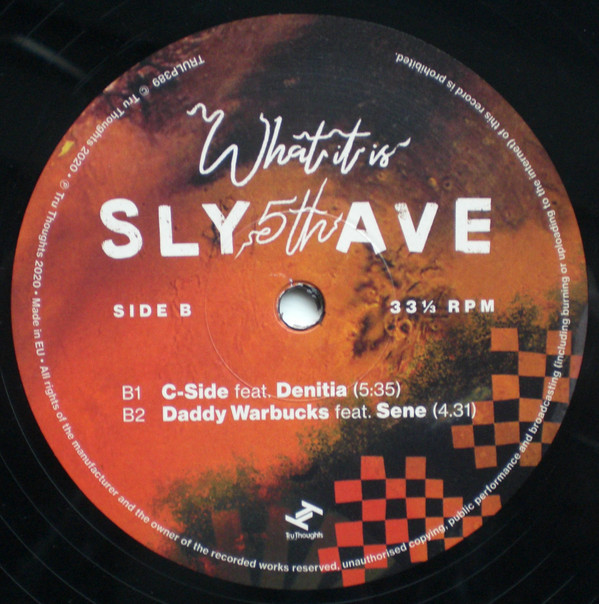 What it is
SLY 5th AVE
SIDE B
33⅓ RPM
B1 C-Side feat. Denitia (5:35)
B2 Daddy Warbucks feat. Sene (4.31)
Tru Thoughts
TRULP389 © Tru Thoughts 2020 • ℗ Tru Thoughts 2020 • Made in EU • All rights of the manufacturer and the owner of the recorded works reserved, unauthorised copying, public performance and broadcasting (including burning or uploading to the internet) of this record is prohibited.